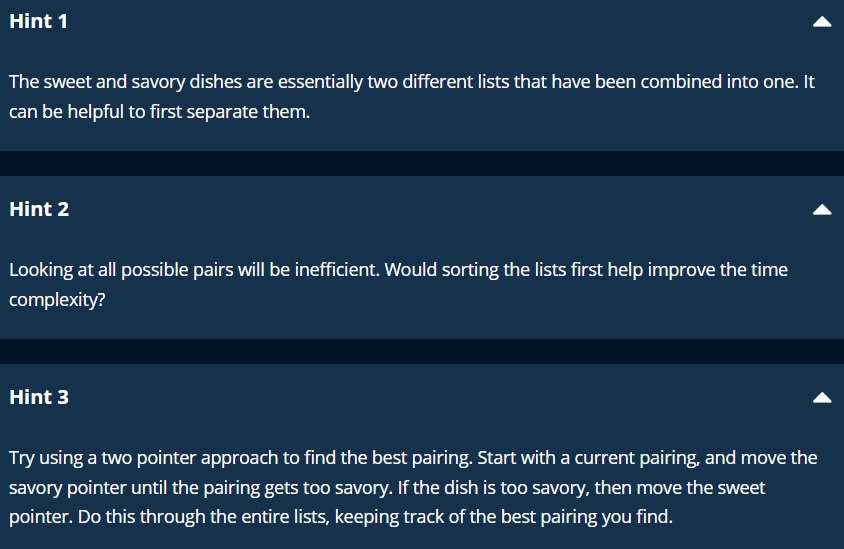 Hint 1
The sweet and savory dishes are essentially two different lists that have been combined into one. It
can be helpful to first separate them.
Hint 2
Looking at all possible pairs will be inefficient. Would sorting the lists first help improve the time
complexity?
Hint 3
Try using a two pointer approach to find the best pairing. Start with a current pairing, and move the
savory pointer until the pairing gets too savory. If the dish is too savory, then move the sweet
pointer. Do this through the entire lists, keeping track of the best pairing you find.